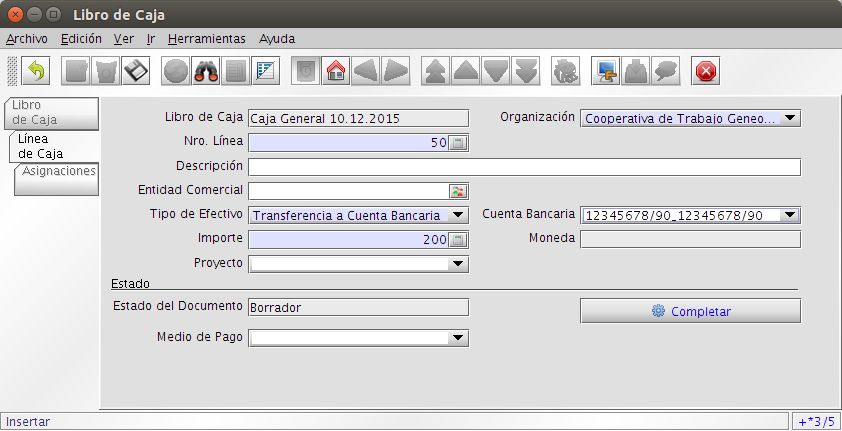 Libro de Caja
Archivo Edición Ver Ir Herramientas Ayuda
Libro
de Caja
Línea
de Caja
Asignaciones
Libro de Caja Caja General 10.12.2015 Organización Cooperativa de Trabajo Geneo...
Nro. Línea 50
Descripción
Entidad Comercial
Tipo de Efectivo Transferencia a Cuenta Bancaria Cuenta Bancaria 12345678/90_12345678/90
Importe 200 Moneda
Proyecto
Estado
Estado del Documento Borrador Completar
Medio de Pago
Insertar +*3/5